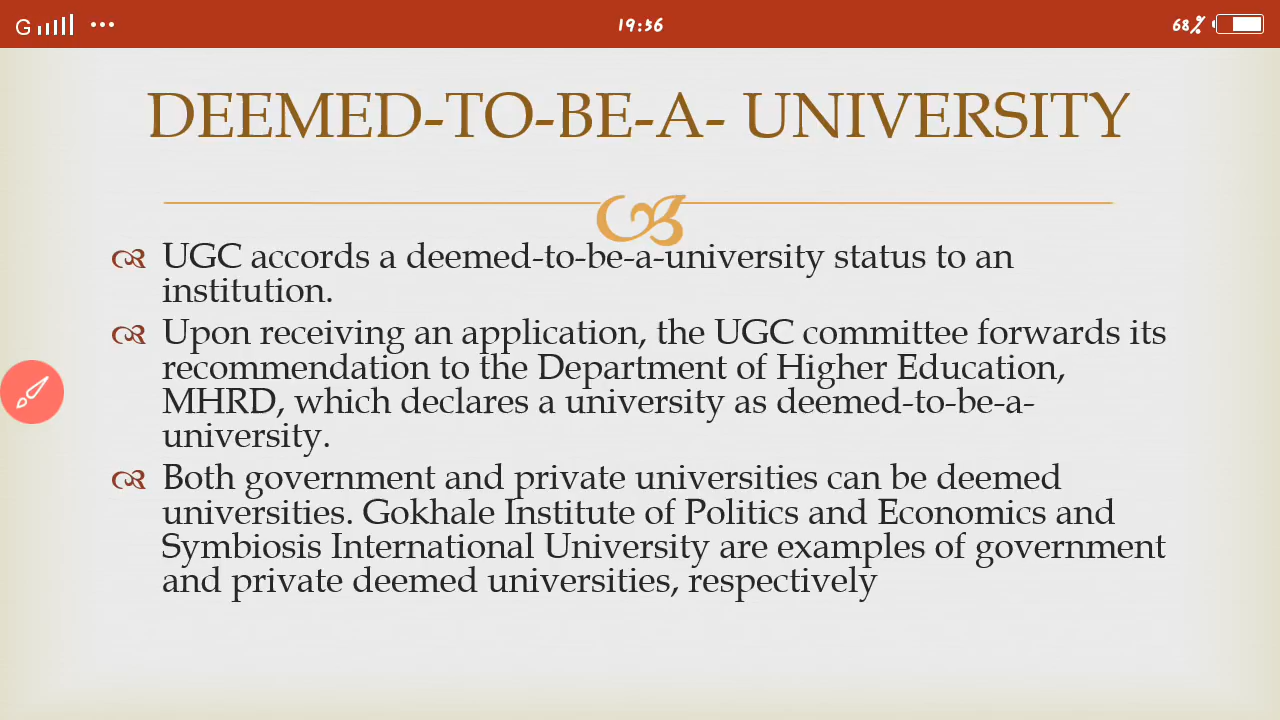 G 19:56 68%
DEEMED-TO-BE-A- UNIVERSITY
UGC accords a deemed-to-be-a-university status to an
institution.
Upon receiving an application, the UGC committee forwards its
recommendation to the Department of Higher Education,
MHRD, which declares a university as deemed-to-be-a-
university.
Both government and private universities can be deemed
universities. Gokhale Institute of Politics and Economics and
Symbiosis International University are examples of government
and private deemed universities, respectively